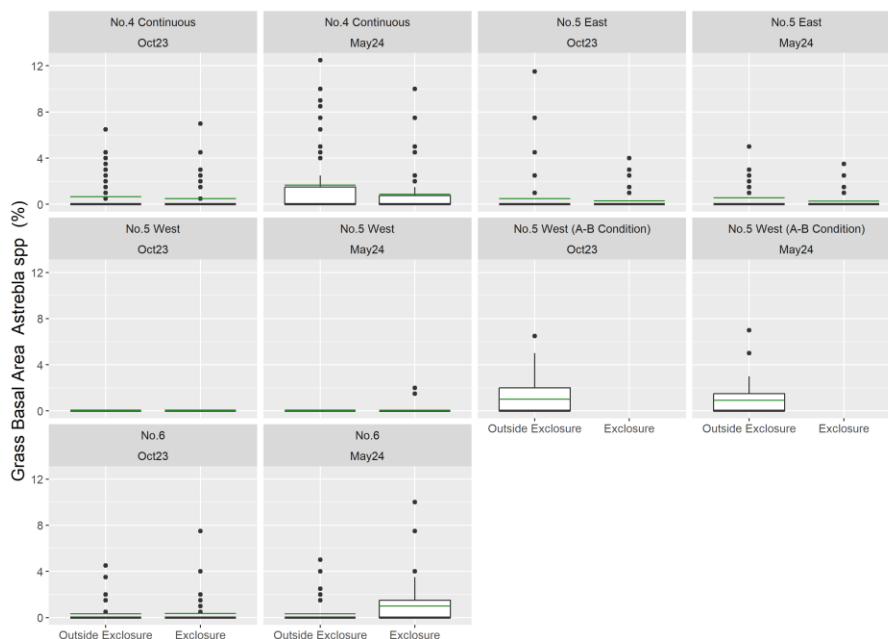 No.4 Continuous
Oct23
No.4 Continuous
May24
No.5 East
Oct23
No.5 East
May24
12
8
4
0
No.5 West
Oct23
No.5 West
May24
No.5 West (A-B Condition)
Oct23
No.5 West (A-B Condition)
May24
12
8
4
0
Grass Basal Area Astrebla spp (%)
Outside Exclosure
Exclosure
Outside Exclosure
Exclosure
No.6
Oct23
No.6
May24
12
8
4
0
Outside Exclosure
Exclosure
Outside Exclosure
Exclosure